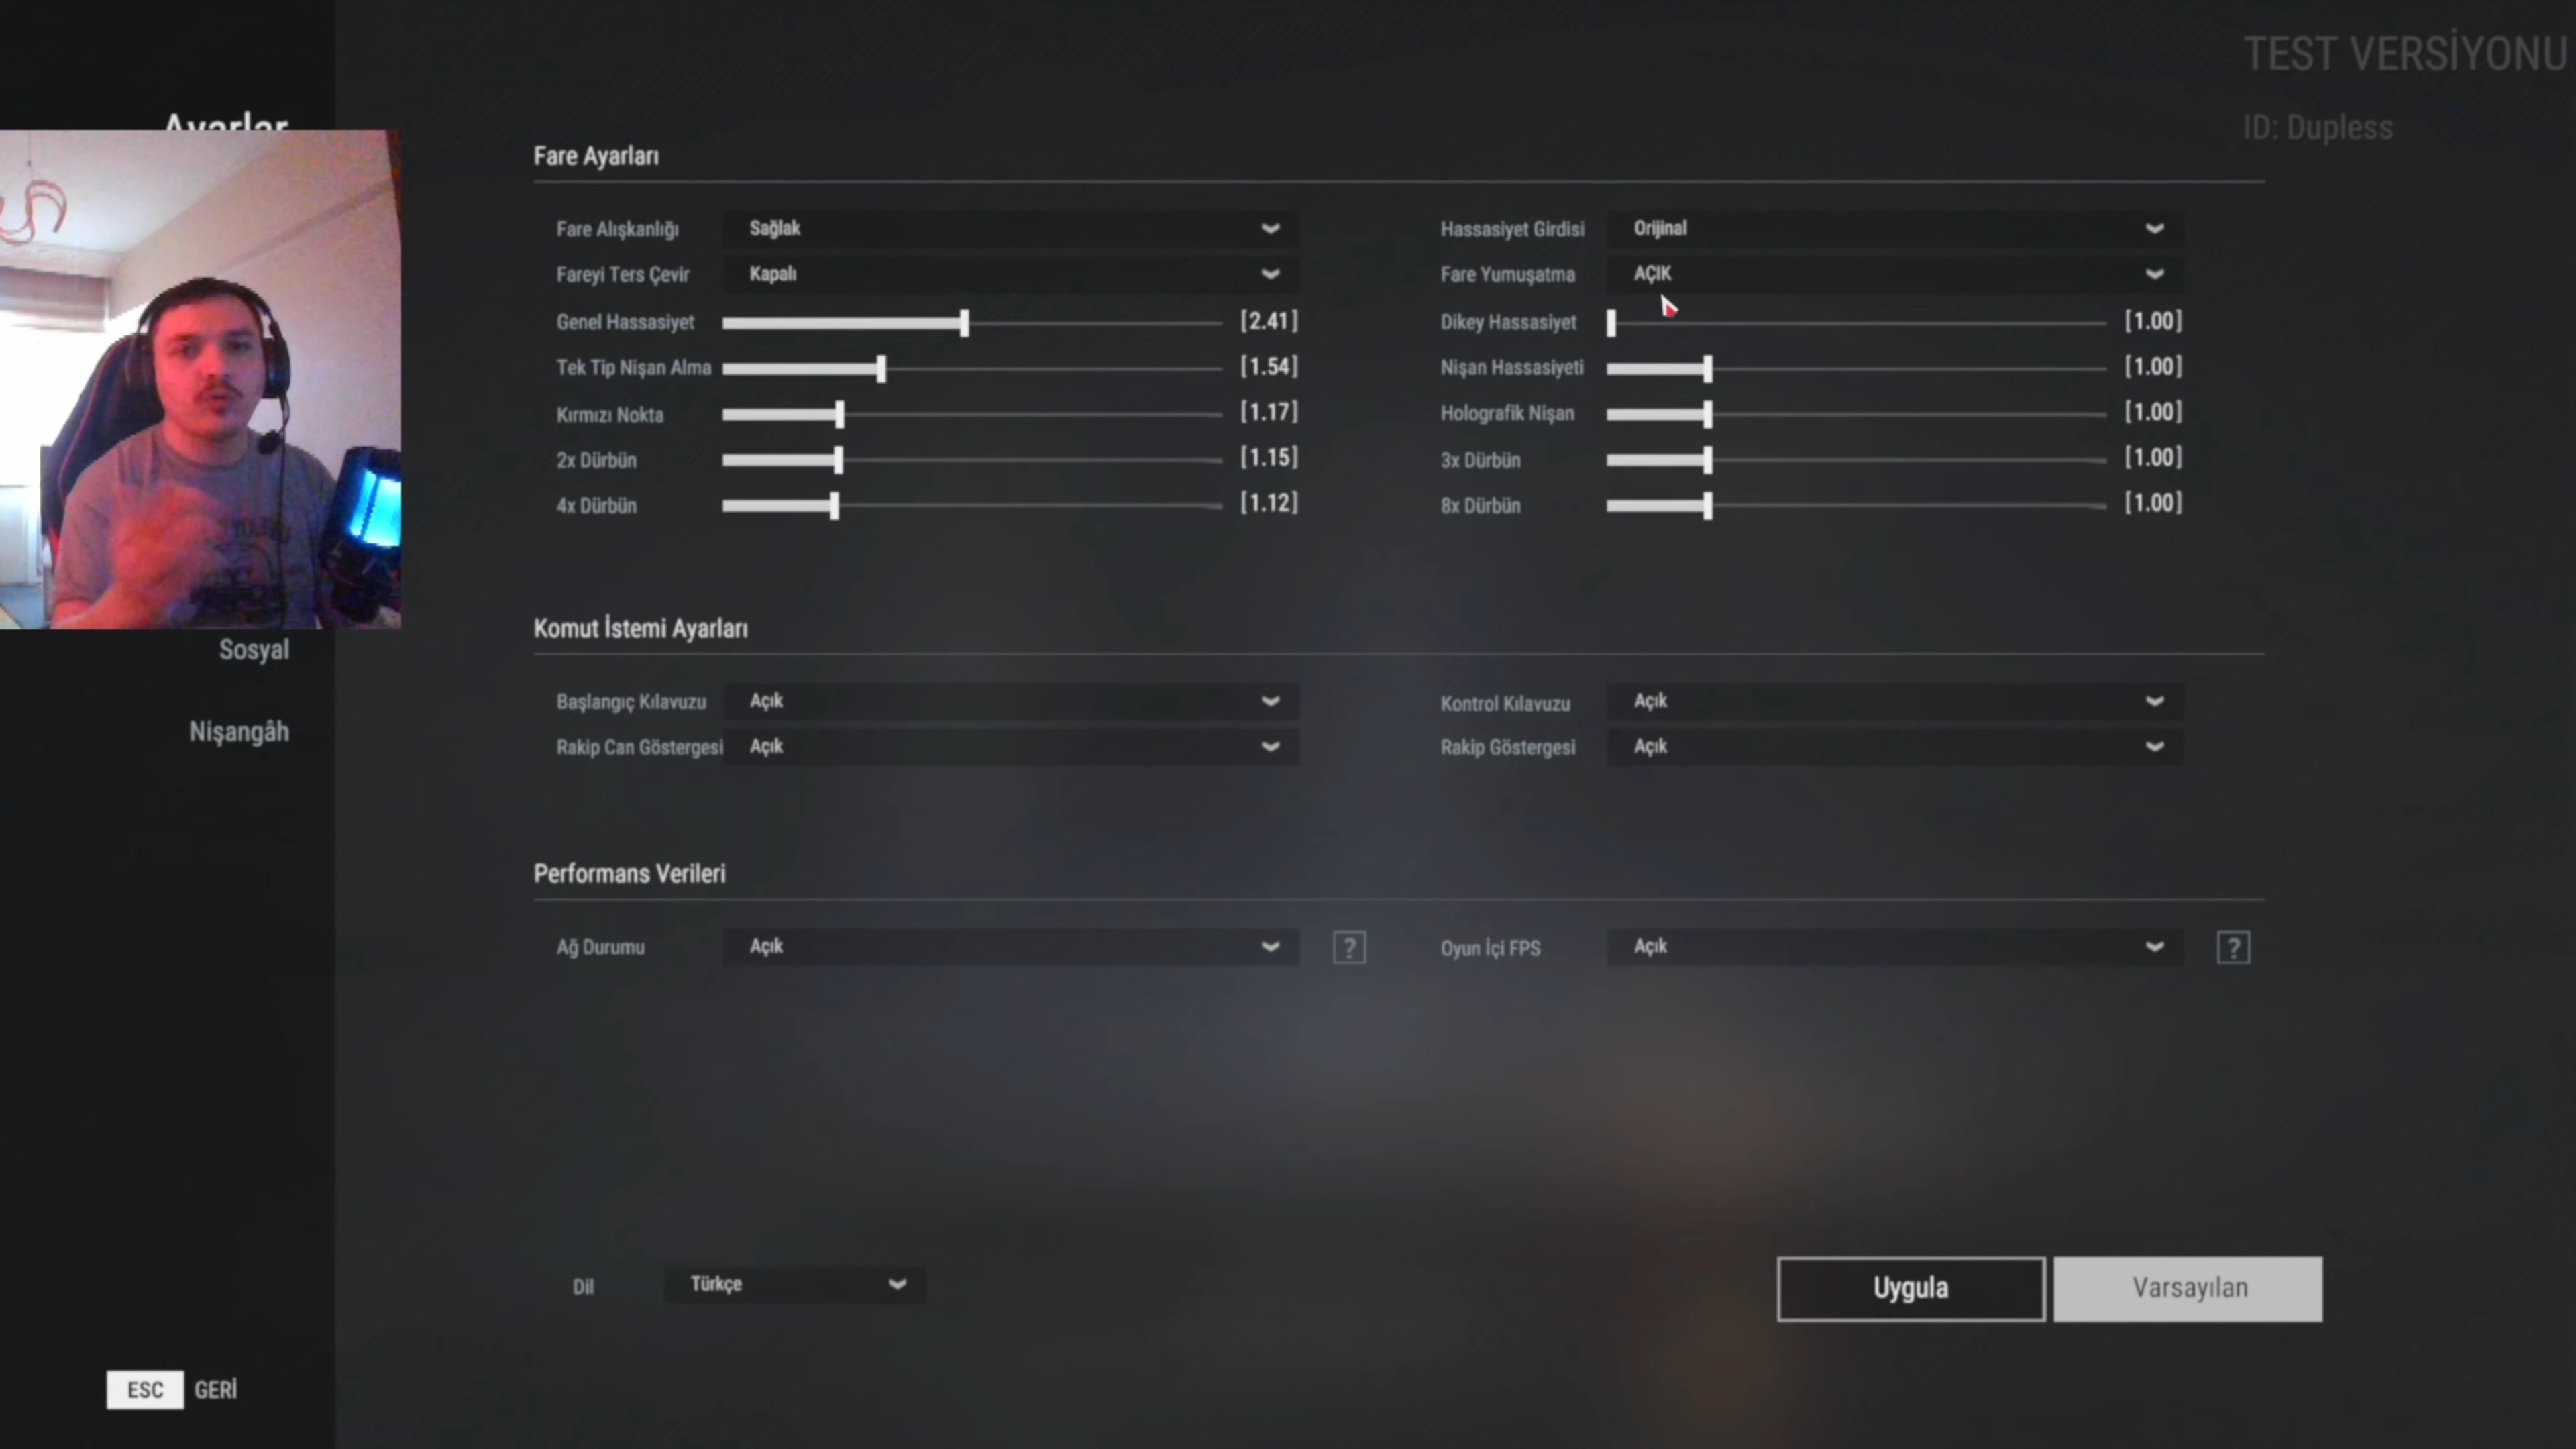 TEST VERSİYONU
ID: Dupless
Ayarlar
Fare Ayarları
Fare Alışkanlığı Sağlak Hassasiyet Girdisi Orijinal
Fareyi Ters Çevir Kapalı Fare Yumuşatma AÇIK
Genel Hassasiyet [2.41] Dikey Hassasiyet [1.00]
Tek Tip Nişan Alma [1.54] Nişan Hassasiyeti [1.00]
Kırmızı Nokta [1.17] Holografik Nişan [1.00]
2x Dürbün [1.15] 3x Dürbün [1.00]
4x Dürbün [1.12] 8x Dürbün [1.00]
Komut İstemi Ayarları
Sosyal
Başlangıç Kılavuzu Açık Kontrol Kılavuzu Açık
Nişangâh
Rakip Can Göstergesi Açık Rakip Göstergesi Açık
Performans Verileri
Ağ Durumu Açık ? Oyun İçi FPS Açık ?
Dil Türkçe Uygula Varsayılan
ESC GERİ